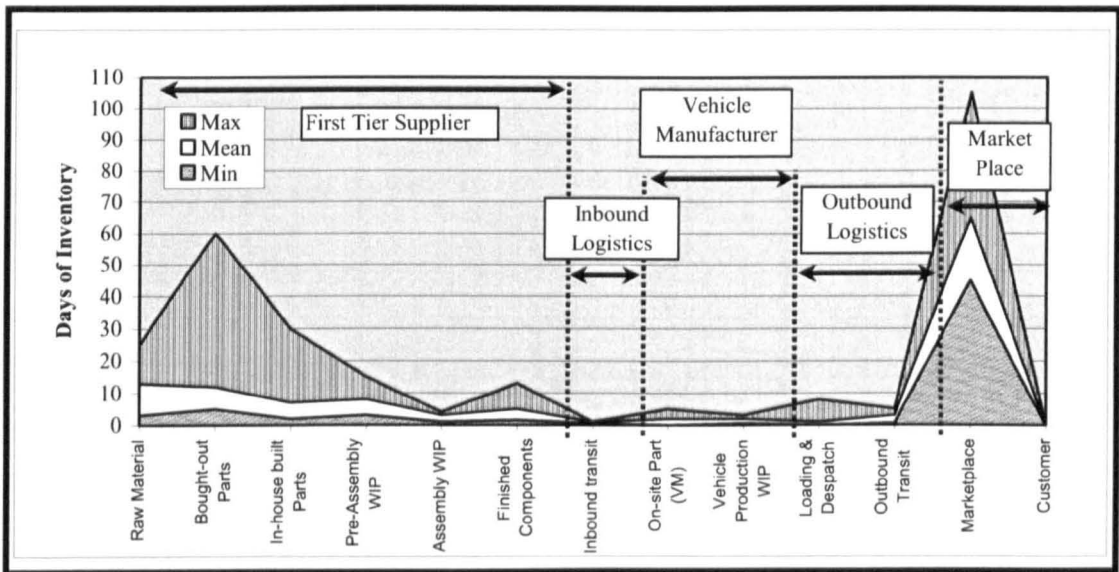 Days of Inventory
110
100
90
80
70
60
50
40
30
20
10
0
Max
Mean
Min
First Tier Supplier
Inbound
Logistics
Vehicle
Manufacturer
Outbound
Logistics
Market
Place
Raw Material
Bought-out
Parts
In-house built
Parts
Pre-Assembly
WIP
Assembly WIP
Finished
Components
Inbound transit
On-site Part
(VM)
Vehicle
Production
WIP
Loading &
Despatch
Outbound
Transit
Marketplace
Customer